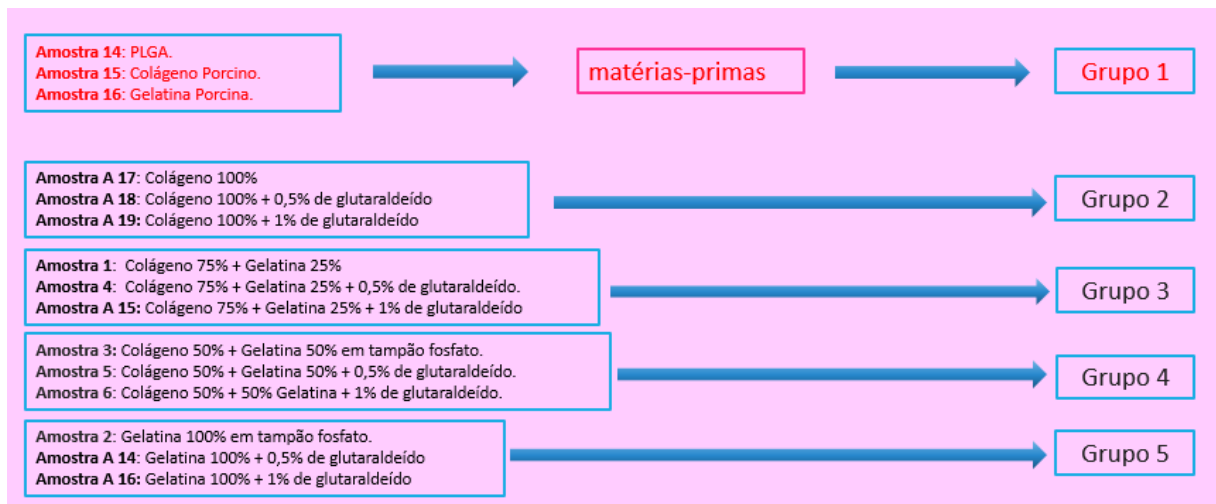 Amostra 14: PLGA.
Amostra 15: Colágeno Porcino.
Amostra 16: Gelatina Porcina.
matérias-primas
Grupo 1
Amostra A 17: Colágeno 100%
Amostra A 18: Colágeno 100% + 0,5% de glutaraldeído
Amostra A 19: Colágeno 100% + 1% de glutaraldeído
Grupo 2
Amostra 1: Colágeno 75% + Gelatina 25%
Amostra 4: Colágeno 75% + Gelatina 25% + 0,5% de glutaraldeído.
Amostra A 15: Colágeno 75% + Gelatina 25% + 1% de glutaraldeído
Grupo 3
Amostra 3: Colágeno 50% + Gelatina 50% em tampão fosfato.
Amostra 5: Colágeno 50% + Gelatina 50% + 0,5% de glutaraldeído.
Amostra 6: Colágeno 50% + 50% Gelatina + 1% de glutaraldeído.
Grupo 4
Amostra 2: Gelatina 100% em tampão fosfato.
Amostra A 14: Gelatina 100% + 0,5% de glutaraldeído
Amostra A 16: Gelatina 100% + 1% de glutaraldeído
Grupo 5